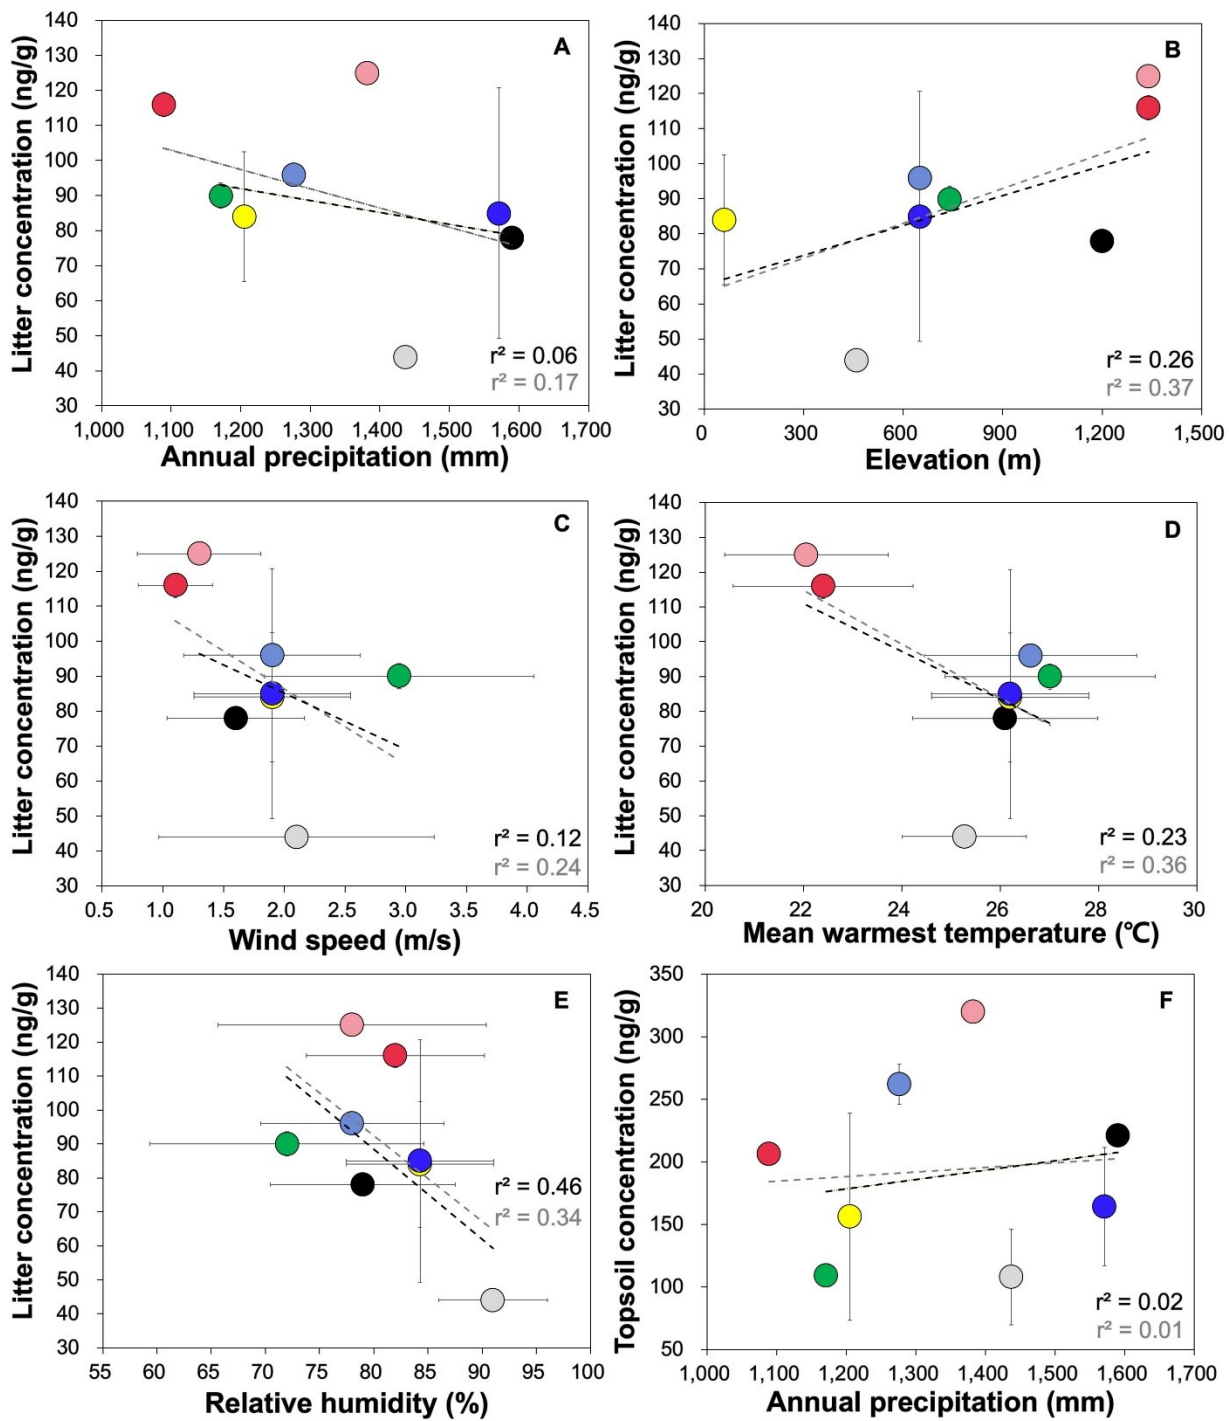 A
Litter concentration (ng/g)
140
130
120
110
100
90
80
70
60
50
40
30
r² = 0.06
r² = 0.17
1,000 1,100 1,200 1,300 1,400 1,500 1,600 1,700
Annual precipitation (mm)
B
Litter concentration (ng/g)
140
130
120
110
100
90
80
70
60
50
40
30
r² = 0.26
r² = 0.37
0 300 600 900 1,200 1,500
Elevation (m)
C
Litter concentration (ng/g)
140
130
120
110
100
90
80
70
60
50
40
30
r² = 0.12
r² = 0.24
0.5 1.0 1.5 2.0 2.5 3.0 3.5 4.0 4.5
Wind speed (m/s)
D
Litter concentration (ng/g)
140
130
120
110
100
90
80
70
60
50
40
30
r² = 0.23
r² = 0.36
20 22 24 26 28 30
Mean warmest temperature (℃)
E
Litter concentration (ng/g)
140
130
120
110
100
90
80
70
60
50
40
30
r² = 0.46
r² = 0.34
55 60 65 70 75 80 85 90 95 100
Relative humidity (%)
F
Topsoil concentration (ng/g)
350
300
250
200
150
100
50
r² = 0.02
r² = 0.01
1,000 1,100 1,200 1,300 1,400 1,500 1,600 1,700
Annual precipitation (mm)